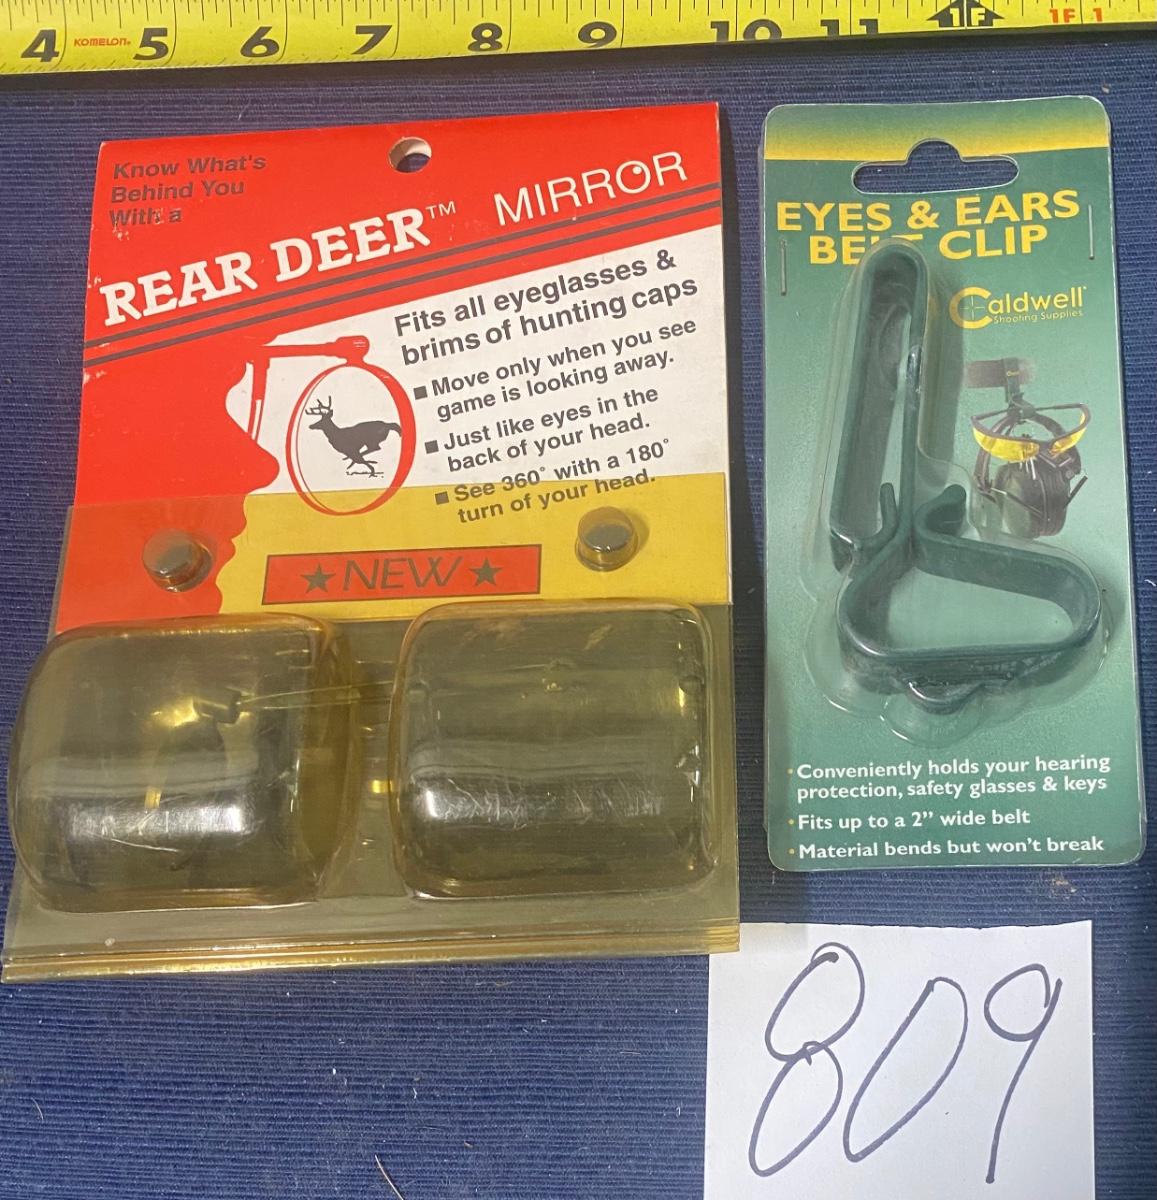 4 KOMELON® 5 6 7 8 9 10 11 1F 1F 1
Know What's
Behind You
With a
REAR DEER™ MIRROR
Fits all eyeglasses &
brims of hunting caps
■ Move only when you see
game is looking away.
■ Just like eyes in the
back of your head.
■ See 360° with a 180°
turn of your head.
★ NEW ★
EYES & EARS
BELT CLIP
Caldwell®
Shooting Supplies
• Conveniently holds your hearing
protection, safety glasses & keys
• Fits up to a 2” wide belt
• Material bends but won't break
809